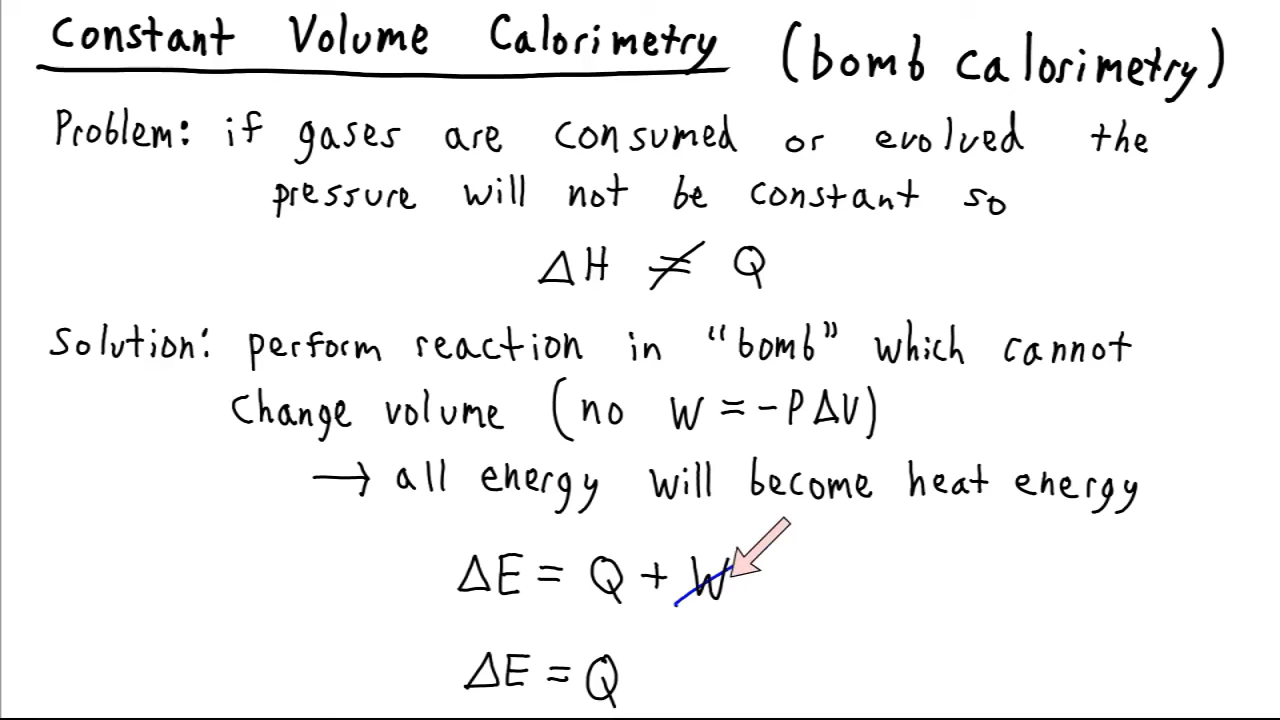 Constant Volume Calorimetry (bomb calorimetry)
Problem: if gases are consumed or evolved the
pressure will not be constant so
ΔH ≠ Q
Solution: perform reaction in "bomb" which cannot
change volume (no W = -PΔV)
→ all energy will become heat energy
ΔE = Q + W
ΔE = Q